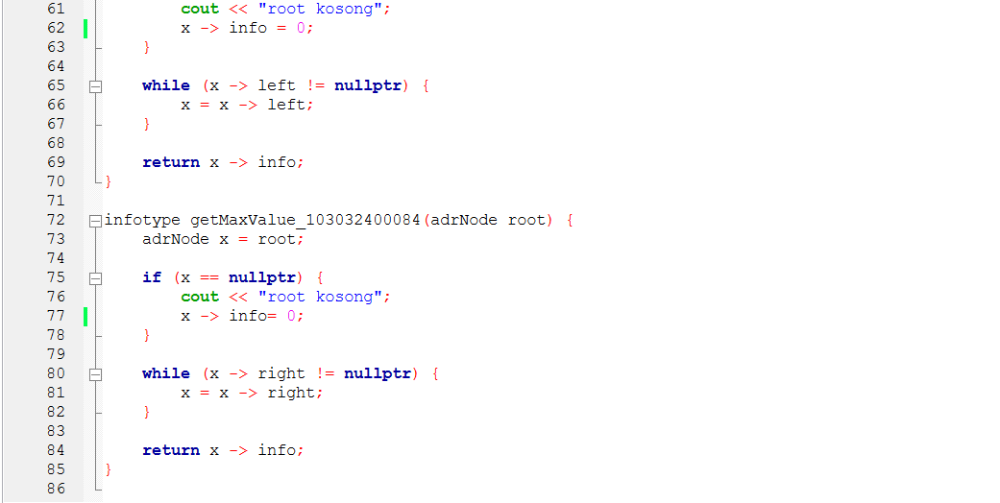 61 cout << "root kosong";
62 x -> info = 0;
63 }
64
65 while (x -> left != nullptr) {
66 x = x -> left;
67 }
68
69 return x -> info;
70 }
71
72 infotype getMaxValue_103032400084(adrNode root) {
73 adrNode x = root;
74
75 if (x == nullptr) {
76 cout << "root kosong";
77 x -> info= 0;
78 }
79
80 while (x -> right != nullptr) {
81 x = x -> right;
82 }
83
84 return x -> info;
85 }
86